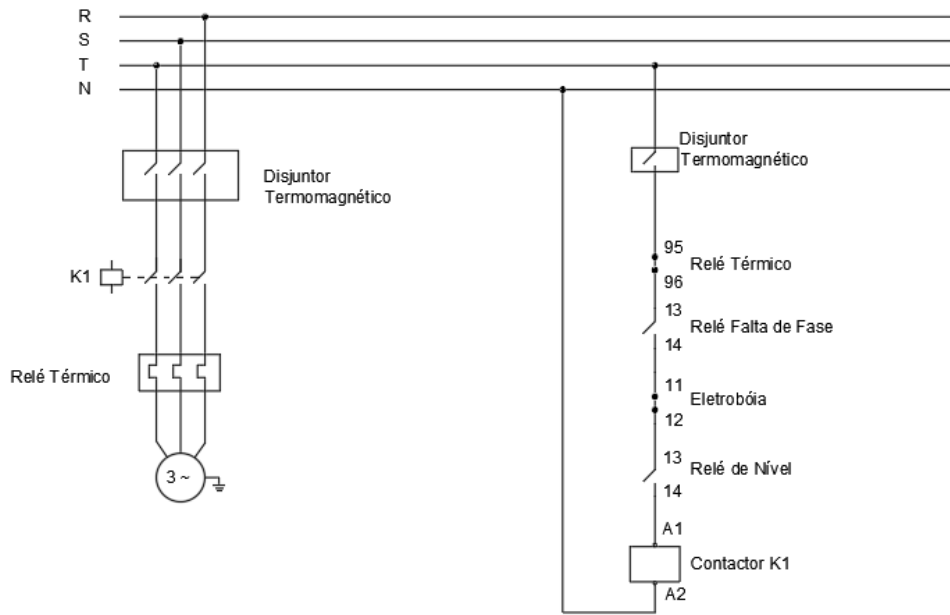 R
S
T
N
Disjuntor
Termomagnético
K1
Relé Térmico
3 ~
Disjuntor
Termomagnético
95
Relé Térmico
96
13
Relé Falta de Fase
14
11
Eletrobóia
12
13
Relé de Nível
14
A1
Contactor K1
A2